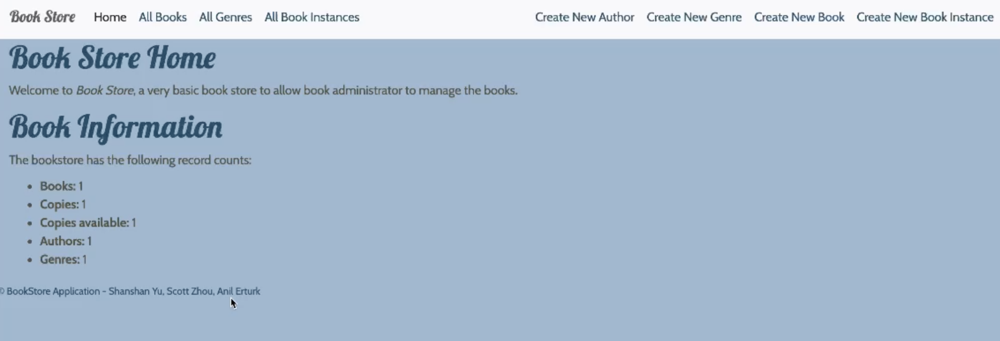 Book Store Home All Books All Genres All Book Instances Create New Author Create New Genre Create New Book Create New Book Instance
Book Store Home
Welcome to Book Store, a very basic book store to allow book administrator to manage the books.
Book Information
The bookstore has the following record counts:
• Books: 1
• Copies: 1
• Copies available: 1
• Authors: 1
• Genres: 1
© BookStore Application - Shanshan Yu, Scott Zhou, Anil Erturk